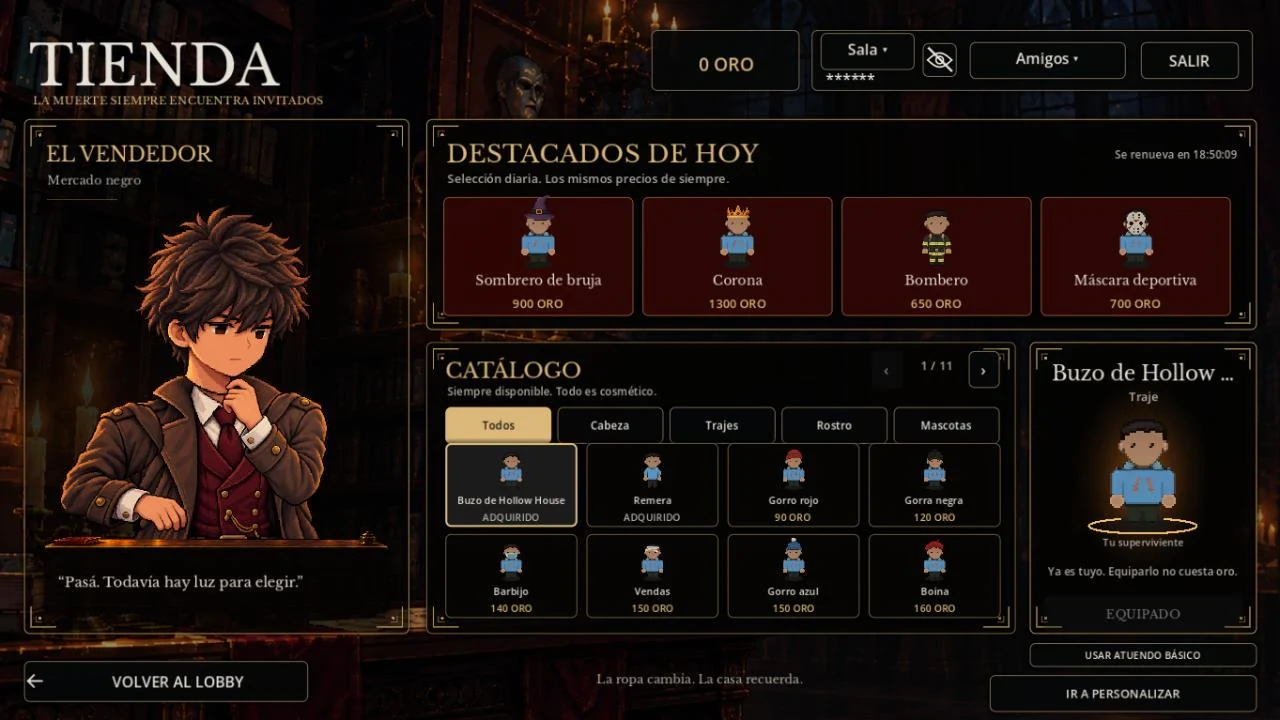 TIENDA
LA MUERTE SIEMPRE ENCUENTRA INVITADOS
0 ORO
Sala
******
Amigos
SALIR
EL VENDEDOR
Mercado negro
“Pasá. Todavía hay luz para elegir.”
DESTACADOS DE HOY
Se renueva en 18:50:09
Selección diaria. Los mismos precios de siempre.
Sombrero de bruja
900 ORO
Corona
1300 ORO
Bombero
650 ORO
Máscara deportiva
700 ORO
CATÁLOGO
Siempre disponible. Todo es cosmético.
‹ 1 / 11 ›
Todos
Cabeza
Trajes
Rostro
Mascotas
Buzo de Hollow House
ADQUIRIDO
Remera
ADQUIRIDO
Gorro rojo
90 ORO
Gorra negra
120 ORO
Barbijo
140 ORO
Vendas
150 ORO
Gorro azul
150 ORO
Boina
160 ORO
Buzo de Hollow ...
Traje
Tu superviviente
Ya es tuyo. Equiparlo no cuesta oro.
EQUIPADO
USAR ATUENDO BÁSICO
IR A PERSONALIZAR
← VOLVER AL LOBBY
La ropa cambia. La casa recuerda.